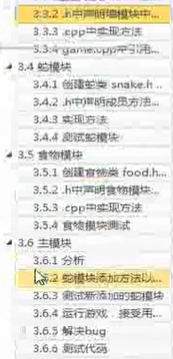 3.3.2 .h中声明墙模块中...
3.3.3 .cpp中实现方法
3.3.4 game.cpp中引用...
3.4 蛇模块
3.4.1 创建蛇类 snake.h ..
3.4.2 .h中声明成员方法...
3.4.3 实现方法
3.4.4 测试蛇模块
3.5 食物模块
3.5.1 创建食物类 food.h...
3.5.2 .h中声明食物模块...
3.5.3 .cpp中实现方法
3.5.4 食物模块测试
3.6 主模块
3.6.1 分析
3.6.2 蛇模块添加方法以...
3.6.3 测试新添加的蛇模块
3.6.4 运行游戏，接受用...
3.6.5 解决bug
3.6.6 测试代码